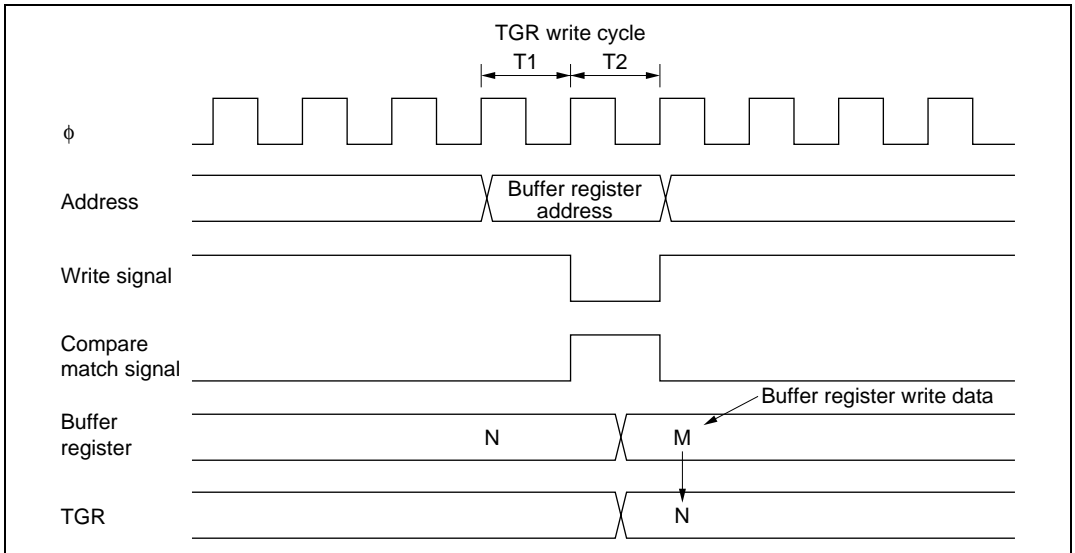 TGR write cycle
T1 T2
ϕ
Address
Buffer register
address
Write signal
Compare
match signal
Buffer register write data
Buffer
register
N M
TGR
N